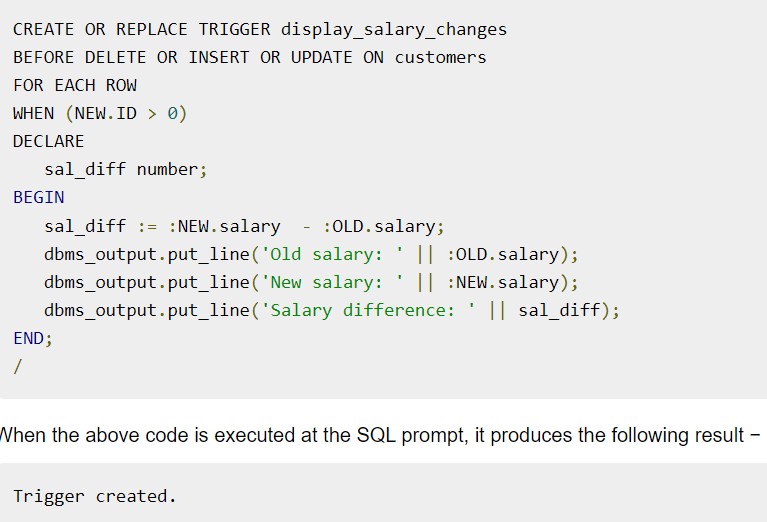 CREATE OR REPLACE TRIGGER display_salary_changes
BEFORE DELETE OR INSERT OR UPDATE ON customers
FOR EACH ROW
WHEN (NEW.ID > 0)
DECLARE
   sal_diff number;
BEGIN
   sal_diff := :NEW.salary  - :OLD.salary;
   dbms_output.put_line('Old salary: ' || :OLD.salary);
   dbms_output.put_line('New salary: ' || :NEW.salary);
   dbms_output.put_line('Salary difference: ' || sal_diff);
END;
/
When the above code is executed at the SQL prompt, it produces the following result −
Trigger created.